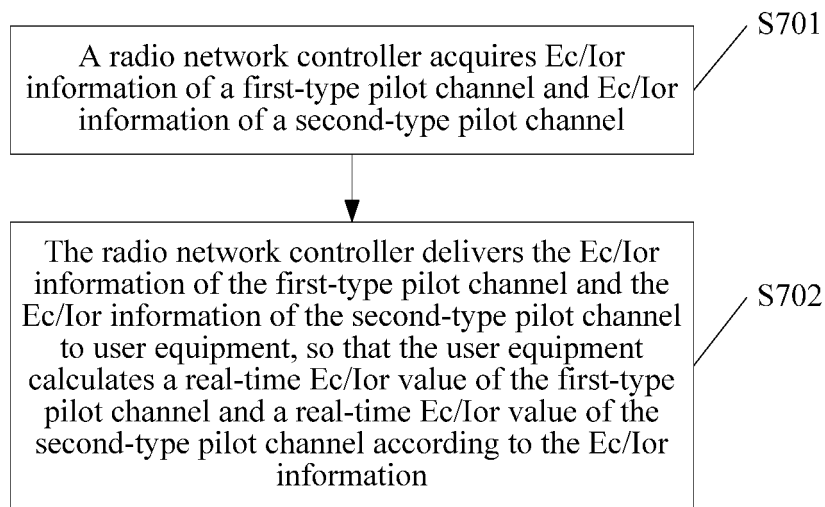 S701
A radio network controller acquires Ec/Ior
information of a first-type pilot channel and Ec/Ior
information of a second-type pilot channel
S702
The radio network controller delivers the Ec/Ior
information of the first-type pilot channel and the
Ec/Ior information of the second-type pilot channel
to user equipment, so that the user equipment
calculates a real-time Ec/Ior value of the first-type
pilot channel and a real-time Ec/Ior value of the
second-type pilot channel according to the Ec/Ior
information